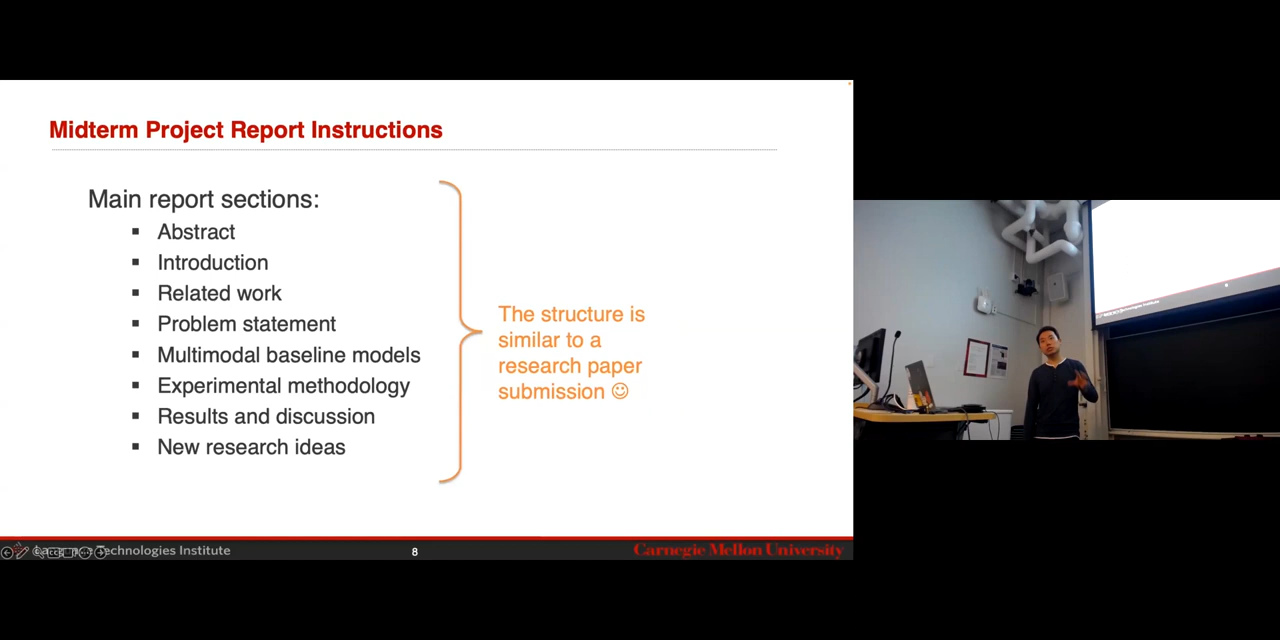 Midterm Project Report Instructions
Main report sections:
▪ Abstract
▪ Introduction
▪ Related work
▪ Problem statement
▪ Multimodal baseline models
▪ Experimental methodology
▪ Results and discussion
▪ New research ideas
The structure is
similar to a
research paper
submission ☺
Technologies Institute
8
Carnegie Mellon University